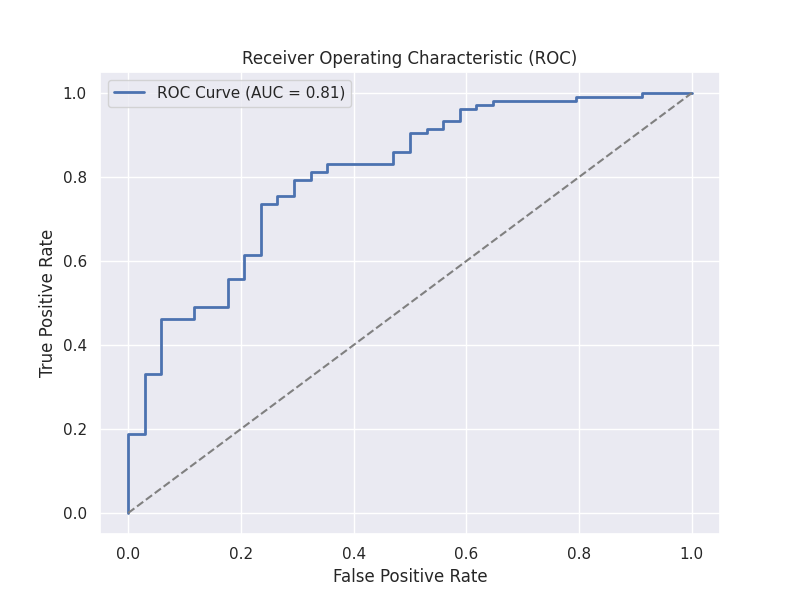 Receiver Operating Characteristic (ROC)
ROC Curve (AUC = 0.81)
True Positive Rate
1.0
0.8
0.6
0.4
0.2
0.0
0.0 0.2 0.4 0.6 0.8 1.0
False Positive Rate